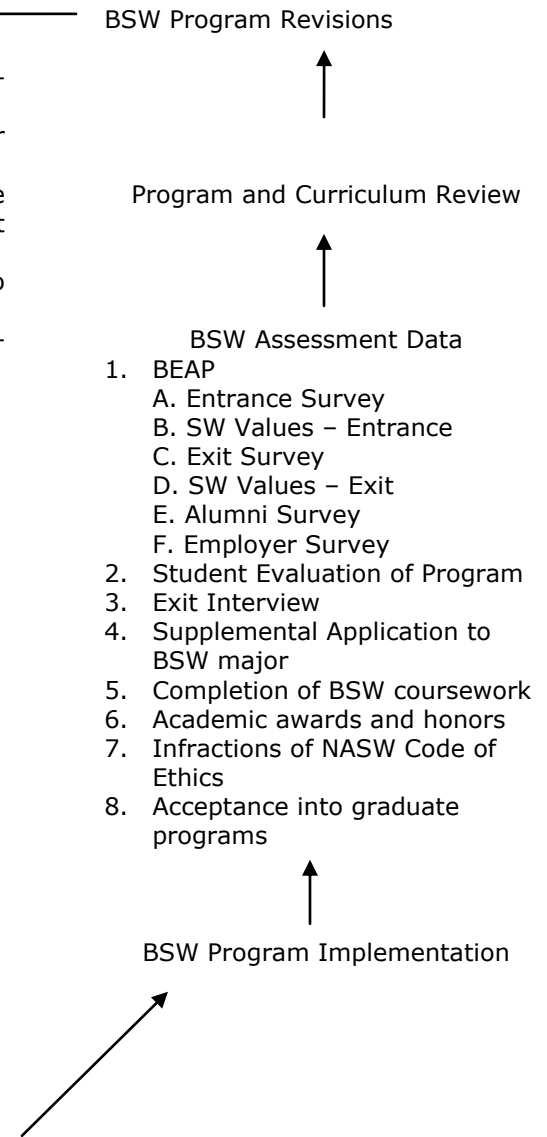 BSW Program Revisions
Program and Curriculum Review
BSW Assessment Data
1. BEAP
A. Entrance Survey
B. SW Values – Entrance
C. Exit Survey
D. SW Values – Exit
E. Alumni Survey
F. Employer Survey
2. Student Evaluation of Program
3. Exit Interview
4. Supplemental Application to
BSW major
5. Completion of BSW coursework
6. Academic awards and honors
7. Infractions of NASW Code of
Ethics
8. Acceptance into graduate
programs
BSW Program Implementation